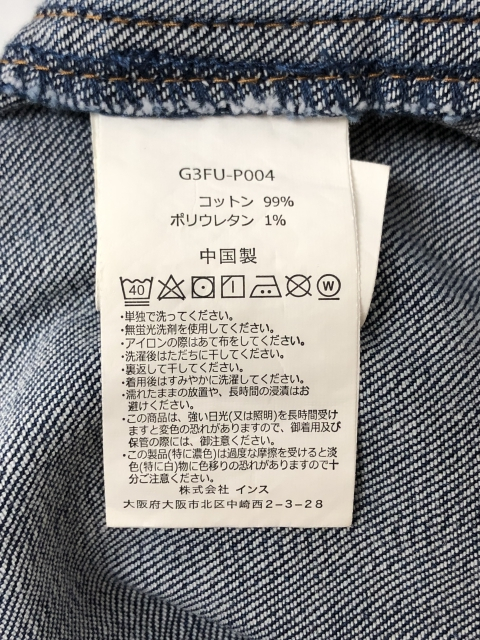 G3FU-P004
コットン 99%
ポリウレタン 1%
中国製
40 W
・単独で洗ってください。
・無蛍光洗剤を使用してください。
・アイロンの際はあて布をしてください。
・洗濯後はただちに干してください。
・裏返して干してください。
・着用後はすみやかに洗濯してください。
・濡れたままの放置や、長時間の浸漬はお
避けください。
・この商品は、強い日光(又は照明)を長時間受け
ますと変色の恐れがありますので、御着用及び
保管の際には、御注意ください。
・この製品(特に濃色)は過度な摩擦を受けると淡
色(特に白)物に色移りの恐れがありますので十
分ご注意ください。
株式会社 インス
大阪府大阪市北区中崎西2-3-28